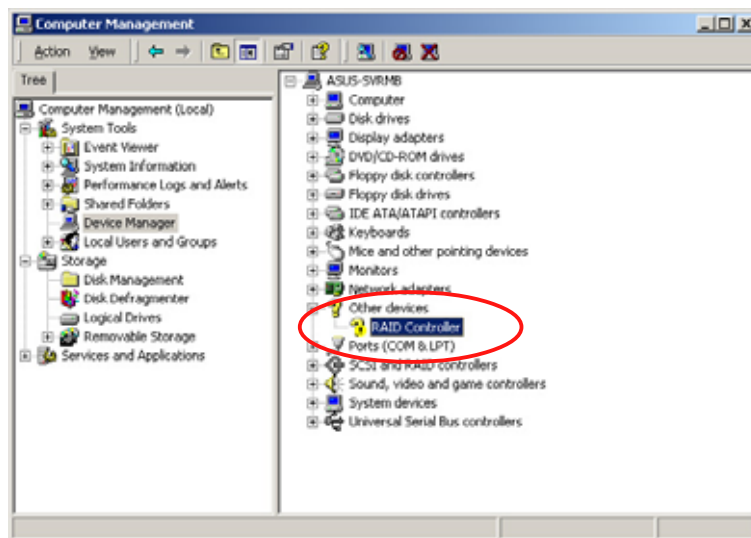 Computer Management
Action View
Tree
Computer Management (Local)
System Tools
Event Viewer
System Information
Performance Logs and Alerts
Shared Folders
Device Manager
Local Users and Groups
Storage
Disk Management
Disk Defragmenter
Logical Drives
Removable Storage
Services and Applications
ASUS-SVRMB
Computer
Disk drives
Display adapters
DVD/CD-ROM drives
Floppy disk controllers
Floppy disk drives
IDE ATA/ATAPI controllers
Keyboards
Mice and other pointing devices
Monitors
Network adapters
Other devices
RAID Controller
Ports (COM & LPT)
SCSI and RAID controllers
Sound, video and game controllers
System devices
Universal Serial Bus controllers